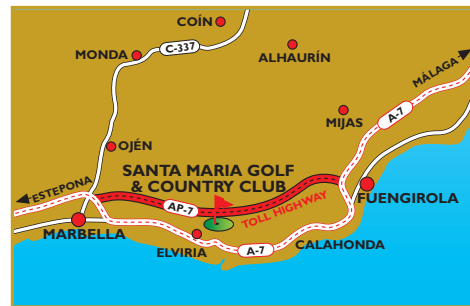 COÍN
C-337
MONDA
ALHAURÍN
MÁLAGA
A-7
MIJAS
OJÉN
SANTA MARIA GOLF
& COUNTRY CLUB
ESTEPONA
AP-7
TOLL HIGHWAY
FUENGIROLA
MARBELLA
ELVIRIA
A-7
CALAHONDA